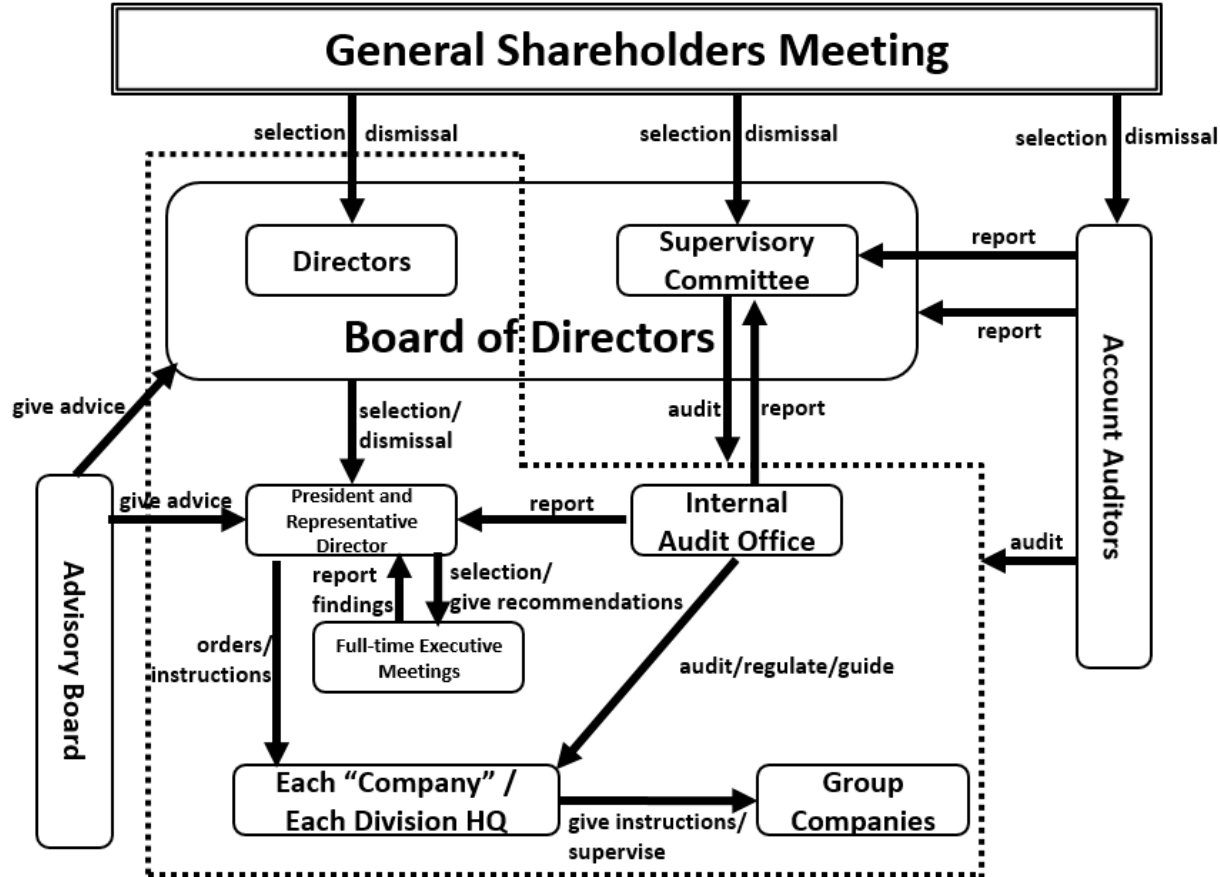 General Shareholders Meeting
selection dismissal
selection dismissal
selection dismissal
Directors
Supervisory
Committee
report
report
Board of Directors
give advice
selection/
dismissal
audit
report
Account Auditors
give advice
President and
Representative
Director
report
Internal
Audit Office
audit
Advisory Board
report
findings
selection/
give recommendations
orders/
instructions
Full-time Executive
Meetings
audit/regulate/guide
Each “Company” /
Each Division HQ
give instructions/
supervise
Group
Companies